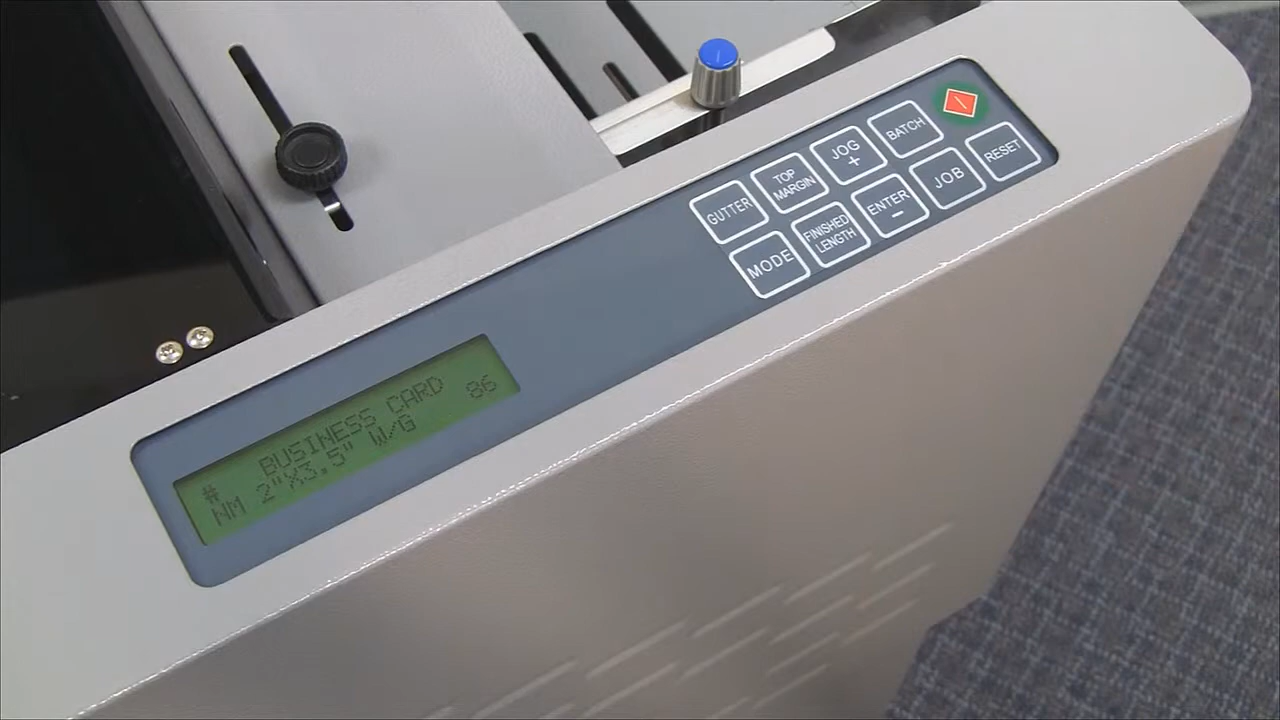 # BUSINESS CARD 86
NM 2"X3.5" W/G
GUTTER
TOP MARGIN
JOG +
BATCH
MODE
FINISHED LENGTH
ENTER –
JOB
RESET